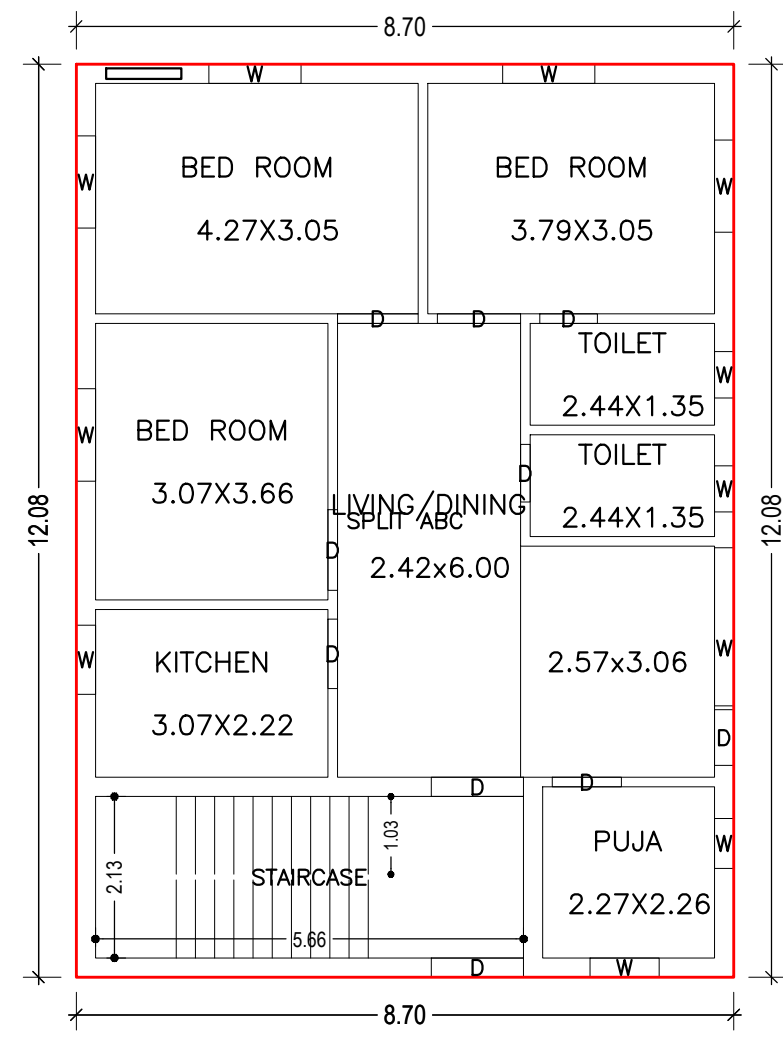 8.70
W
W
BED ROOM
4.27X3.05
BED ROOM
3.79X3.05
W
W
D
D
D
TOILET
2.44X1.35
W
TOILET
2.44X1.35
D
W
BED ROOM
3.07X3.66
W
LIVING/DINING
SPLIT ABC
2.42x6.00
D
12.08
12.08
KITCHEN
3.07X2.22
W
D
2.57x3.06
W
D
D
D
2.13
STAIRCASE
1.03
5.66
PUJA
2.27X2.26
W
D
W
8.70